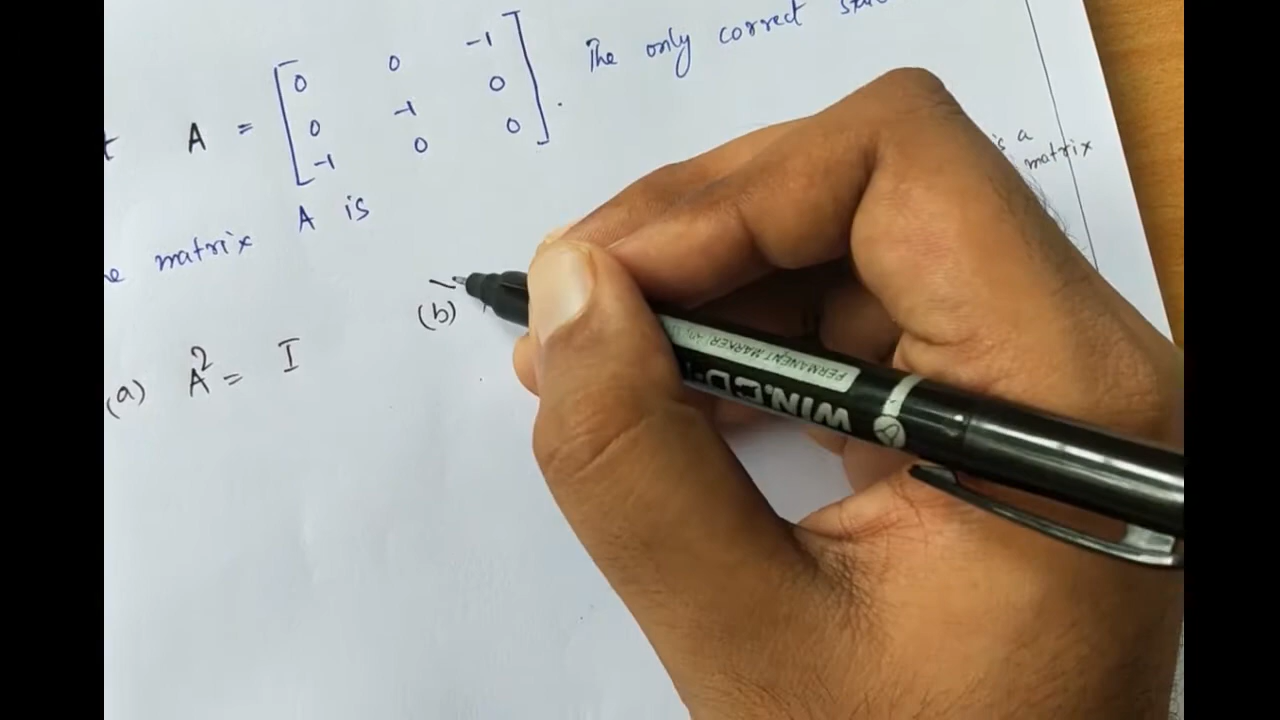 A = [ 0 0 -1
0 -1 0
-1 0 0 ] . The only correct
matrix A is
(a) A² = I
(b)
is a
matrix
PERMANENT MARKER
WIN.CD-